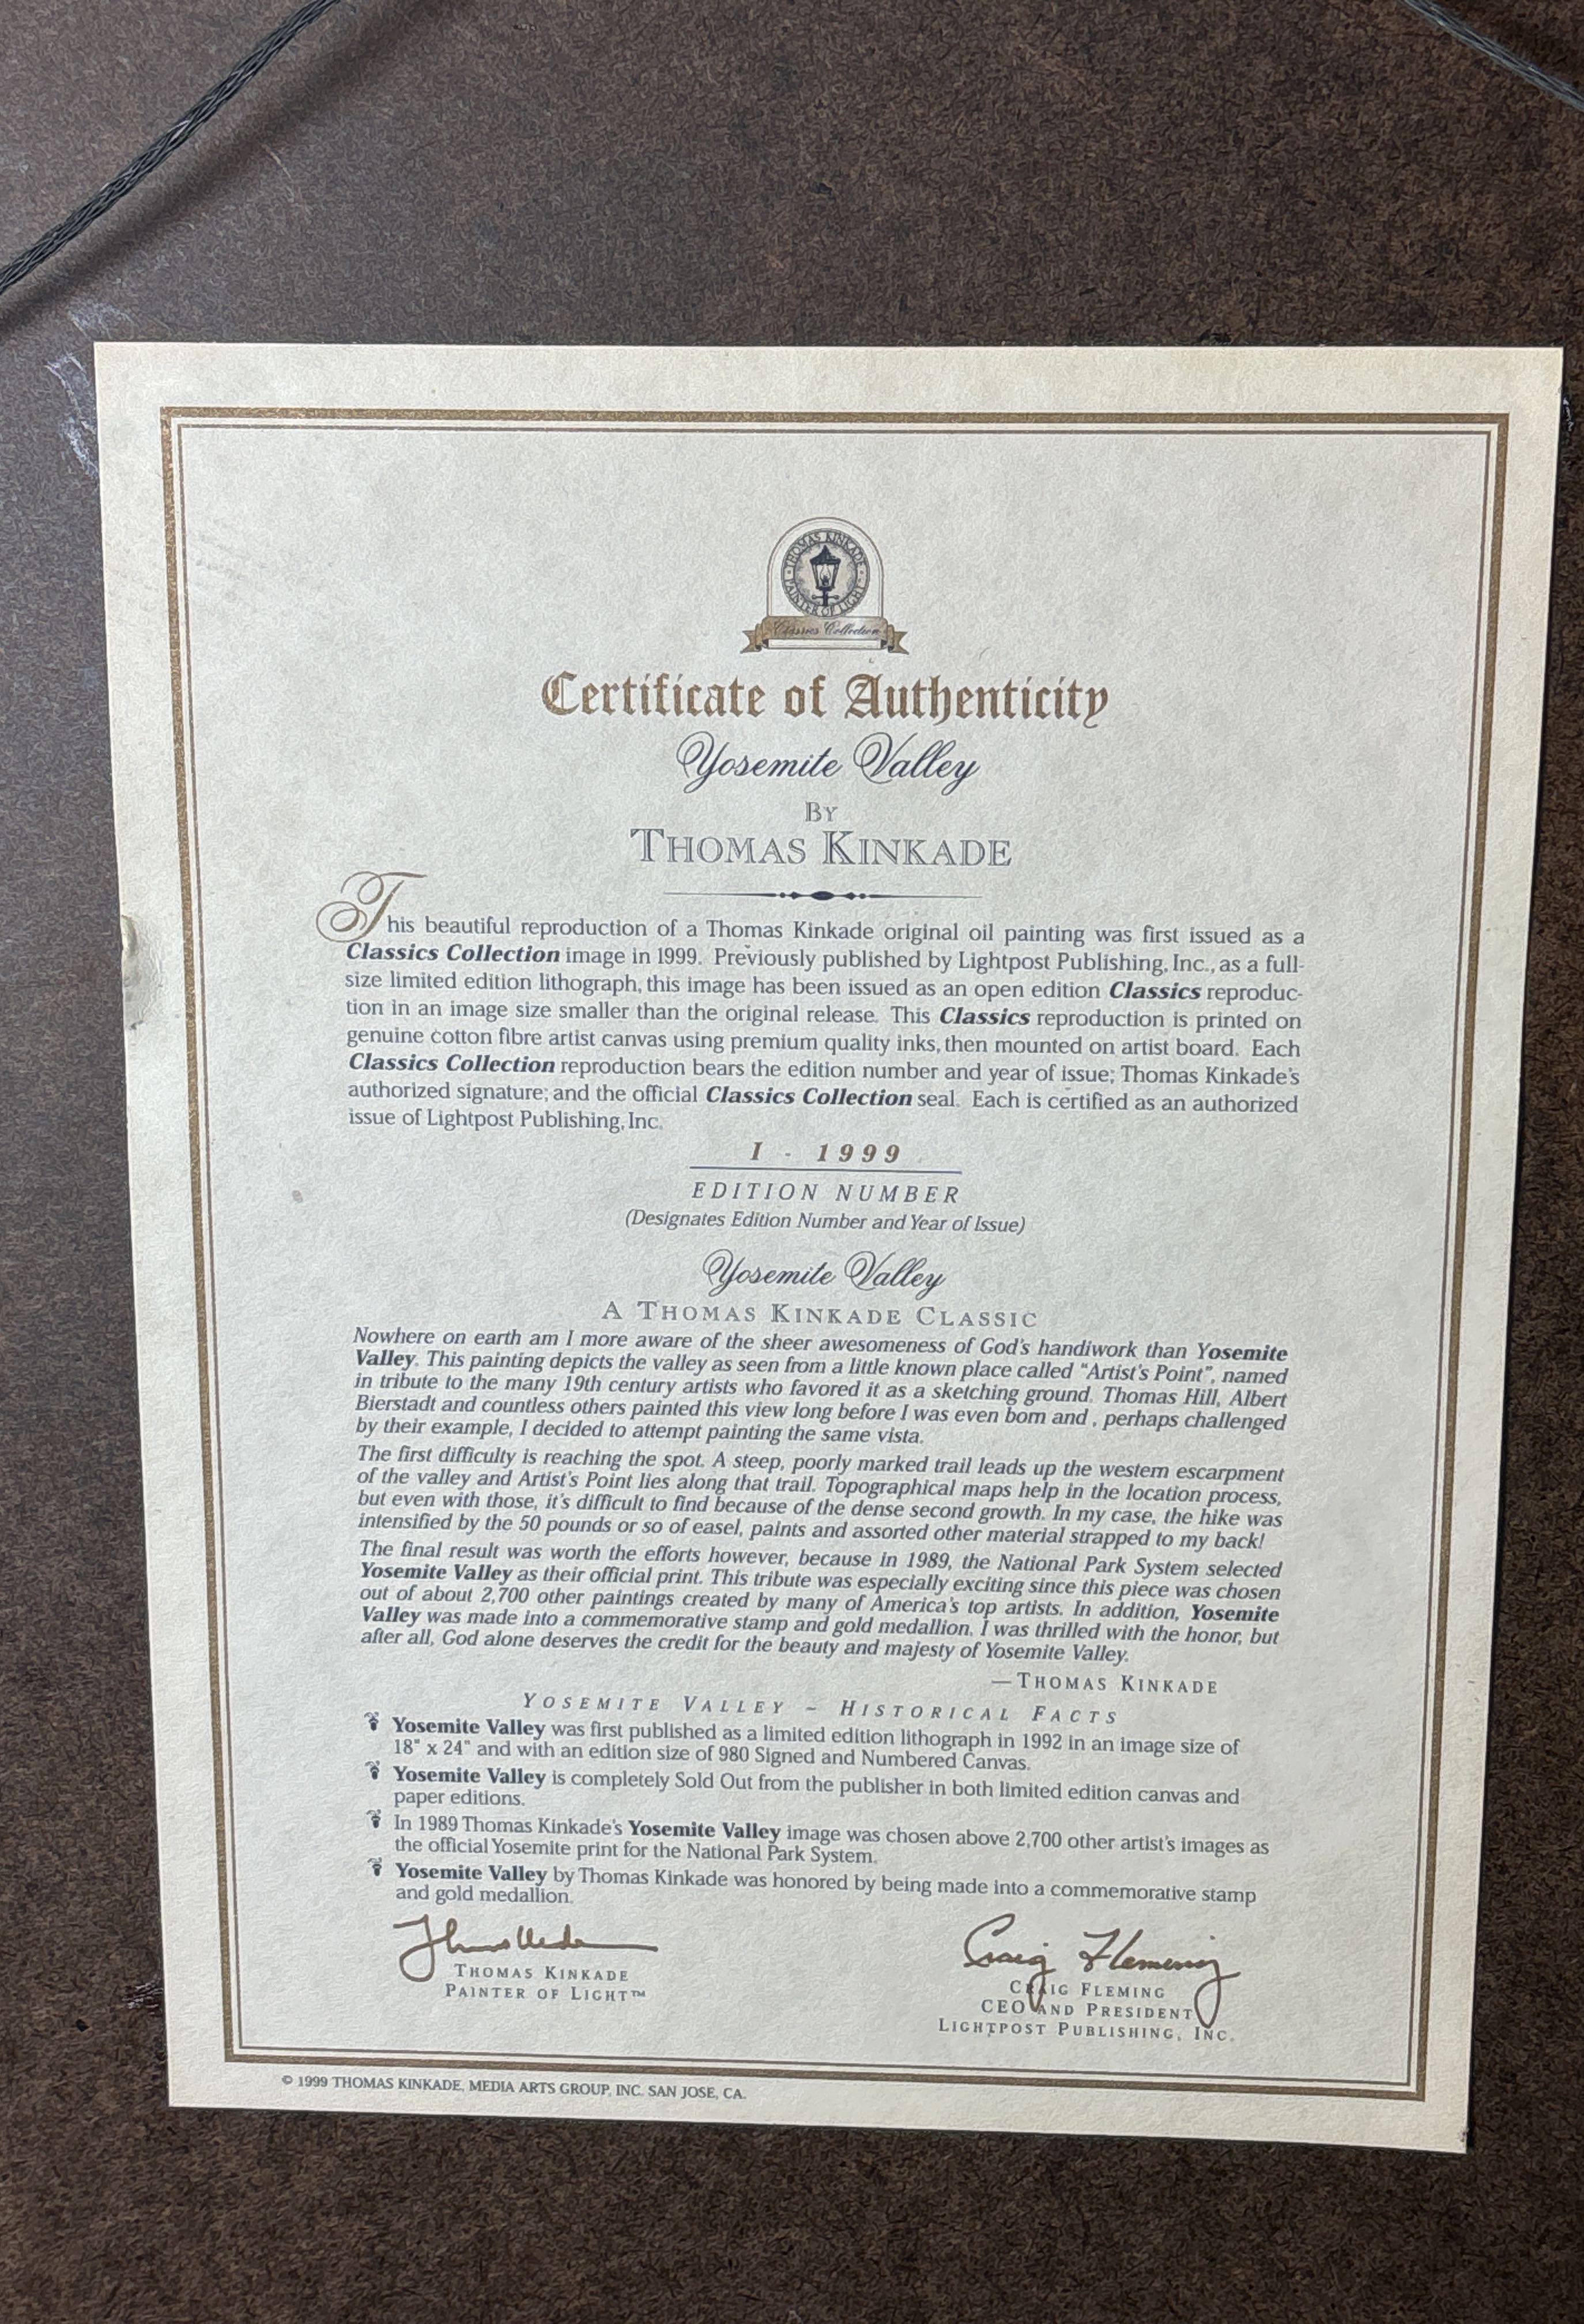 THOMAS KINKADE
PAINTER OF LIGHT
Classics Collection
Certificate of Authenticity
Yosemite Valley
BY
THOMAS KINKADE
This beautiful reproduction of a Thomas Kinkade original oil painting was first issued as a
Classics Collection image in 1999. Previously published by Lightpost Publishing, Inc., as a full-
size limited edition lithograph, this image has been issued as an open edition Classics reproduc-
tion in an image size smaller than the original release. This Classics reproduction is printed on
genuine cotton fibre artist canvas using premium quality inks, then mounted on artist board. Each
Classics Collection reproduction bears the edition number and year of issue; Thomas Kinkade's
authorized signature; and the official Classics Collection seal. Each is certified as an authorized
issue of Lightpost Publishing, Inc.
I - 1999
EDITION NUMBER
(Designates Edition Number and Year of Issue)
Yosemite Valley
A THOMAS KINKADE CLASSIC
Nowhere on earth am I more aware of the sheer awesomeness of God's handiwork than Yosemite
Valley. This painting depicts the valley as seen from a little known place called "Artist's Point", named
in tribute to the many 19th century artists who favored it as a sketching ground. Thomas Hill, Albert
Bierstadt and countless others painted this view long before I was even born and , perhaps challenged
by their example, I decided to attempt painting the same vista.
The first difficulty is reaching the spot. A steep, poorly marked trail leads up the western escarpment
of the valley and Artist's Point lies along that trail. Topographical maps help in the location process,
but even with those, it's difficult to find because of the dense second growth. In my case, the hike was
intensified by the 50 pounds or so of easel, paints and assorted other material strapped to my back!
The final result was worth the efforts however, because in 1989, the National Park System selected
Yosemite Valley as their official print. This tribute was especially exciting since this piece was chosen
out of about 2,700 other paintings created by many of America's top artists. In addition, Yosemite
Valley was made into a commemorative stamp and gold medallion. I was thrilled with the honor, but
after all, God alone deserves the credit for the beauty and majesty of Yosemite Valley.
—THOMAS KINKADE
YOSEMITE VALLEY ~ HISTORICAL FACTS
Yosemite Valley was first published as a limited edition lithograph in 1992 in an image size of
18" x 24" and with an edition size of 980 Signed and Numbered Canvas.
Yosemite Valley is completely Sold Out from the publisher in both limited edition canvas and
paper editions.
In 1989 Thomas Kinkade's Yosemite Valley image was chosen above 2,700 other artist's images as
the official Yosemite print for the National Park System.
Yosemite Valley by Thomas Kinkade was honored by being made into a commemorative stamp
and gold medallion.
Craig Fleming
THOMAS KINKADE
PAINTER OF LIGHT™
CRAIG FLEMING
CEO AND PRESIDENT
LIGHTPOST PUBLISHING, INC.
© 1999 THOMAS KINKADE, MEDIA ARTS GROUP, INC. SAN JOSE, CA.